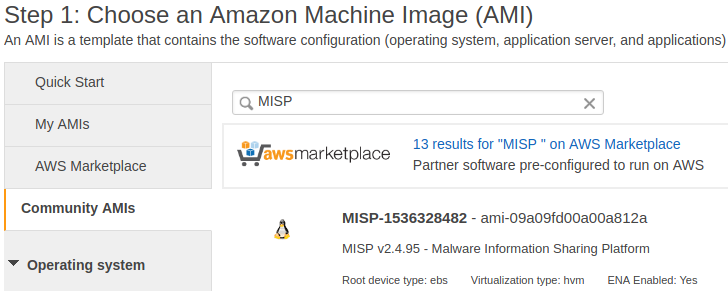 Step 1: Choose an Amazon Machine Image (AMI)
An AMI is a template that contains the software configuration (operating system, application server, and applications)
Quick Start
My AMIs
AWS Marketplace
Community AMIs
Operating system
MISP
awsmarketplace
13 results for "MISP " on AWS Marketplace
Partner software pre-configured to run on AWS
MISP-1536328482 - ami-09a09fd00a00a812a
MISP v2.4.95 - Malware Information Sharing Platform
Root device type: ebs Virtualization type: hvm ENA Enabled: Yes